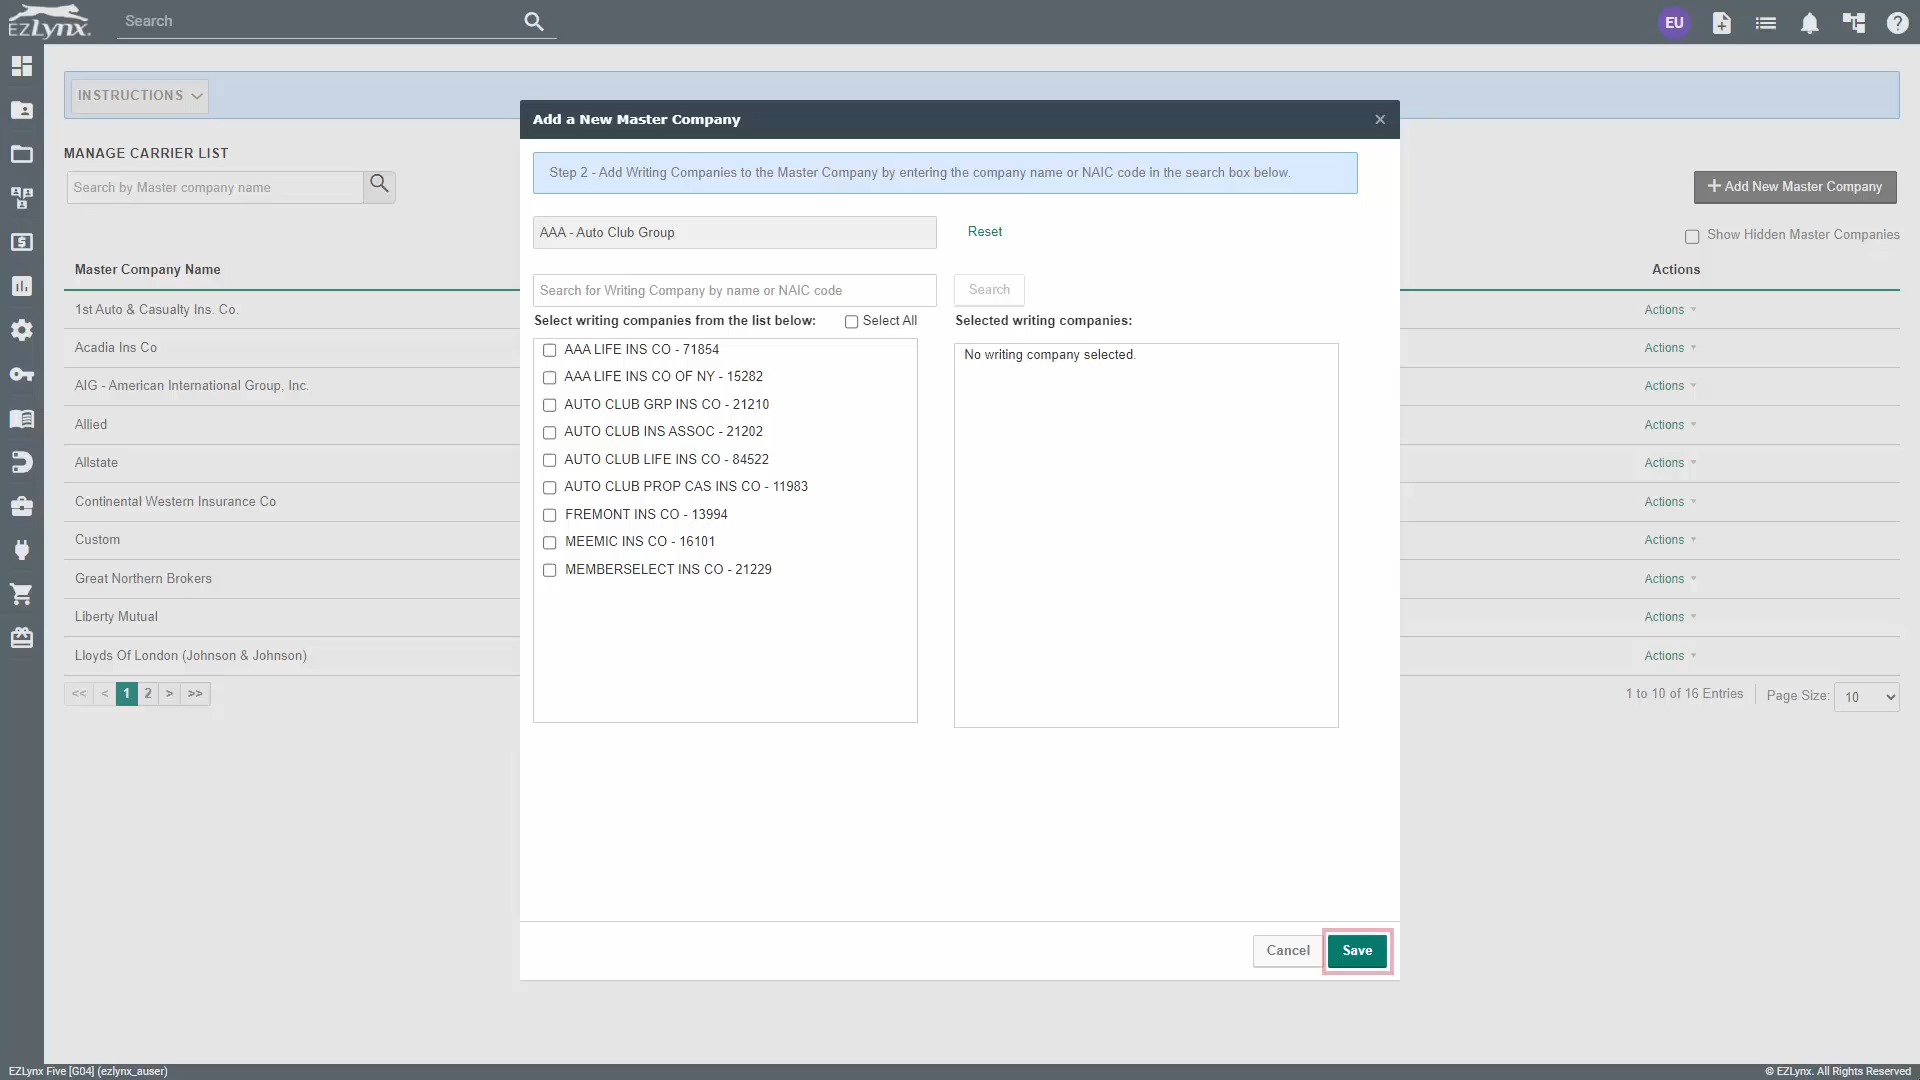 EZLynx
Search
EU
INSTRUCTIONS
MANAGE CARRIER LIST
Search by Master company name
+ Add New Master Company
Show Hidden Master Companies
Master Company Name
Actions
1st Auto & Casualty Ins. Co.
Actions
Acadia Ins Co
Actions
AIG - American International Group, Inc.
Actions
Allied
Actions
Allstate
Actions
Continental Western Insurance Co
Actions
Custom
Actions
Great Northern Brokers
Actions
Liberty Mutual
Actions
Lloyds Of London (Johnson & Johnson)
Actions
<< < 1 2 > >>
1 to 10 of 16 Entries
Page Size: 10
Add a New Master Company
×
Step 2 - Add Writing Companies to the Master Company by entering the company name or NAIC code in the search box below.
AAA - Auto Club Group
Reset
Search for Writing Company by name or NAIC code
Search
Select writing companies from the list below:
Select All
AAA LIFE INS CO - 71854
AAA LIFE INS CO OF NY - 15282
AUTO CLUB GRP INS CO - 21210
AUTO CLUB INS ASSOC - 21202
AUTO CLUB LIFE INS CO - 84522
AUTO CLUB PROP CAS INS CO - 11983
FREMONT INS CO - 13994
MEEMIC INS CO - 16101
MEMBERSELECT INS CO - 21229
Selected writing companies:
No writing company selected.
Cancel
Save
EZLynx Five [G04] (ezlynx_auser)
© EZLynx. All Rights Reserved